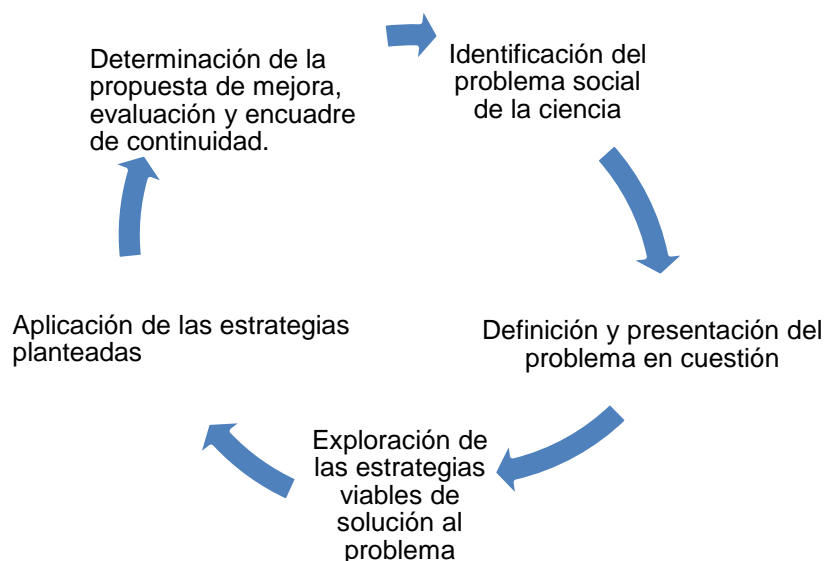 Determinación de la
propuesta de mejora,
evaluación y encuadre
de continuidad.
Identificación del
problema social
de la ciencia
Definición y presentación del
problema en cuestión
Exploración de
las estrategias
viables de
solución al
problema
Aplicación de las estrategias
planteadas